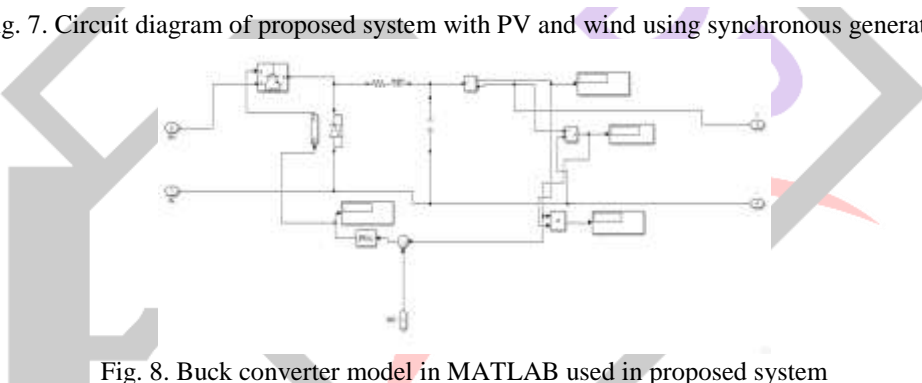 g. 7. Circuit diagram of proposed system with PV and wind using synchronous generat
Fig. 8. Buck converter model in MATLAB used in proposed system